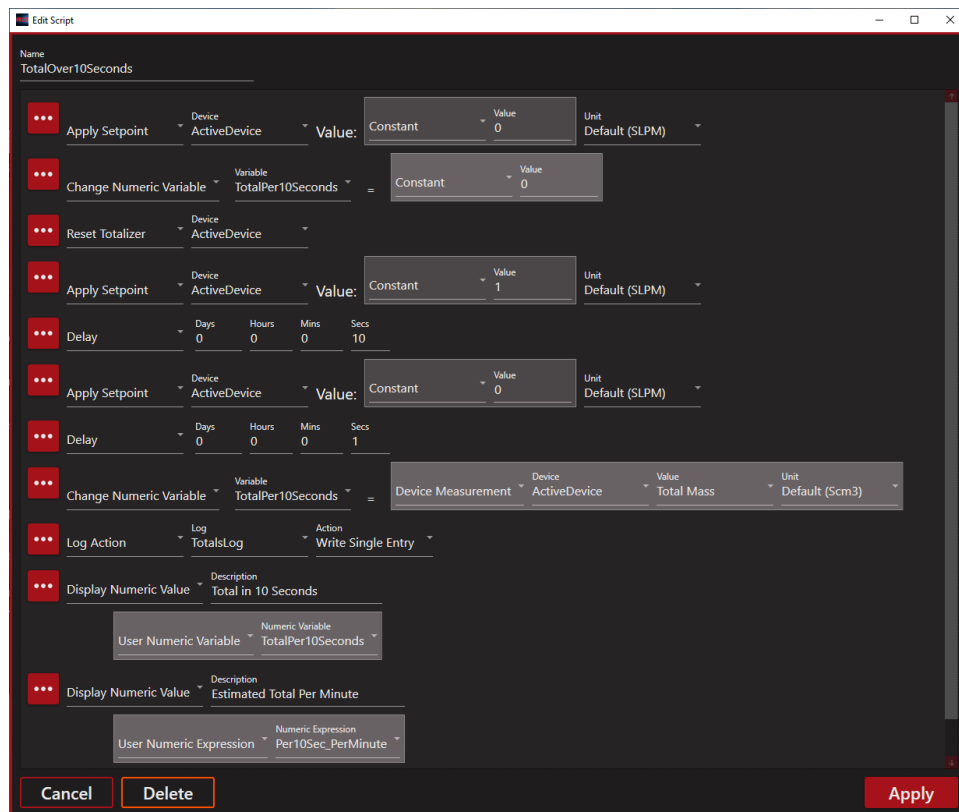 Edit Script
Name
TotalOver10Seconds
Device Value Unit
Apply Setpoint ActiveDevice Value: Constant 0 Default (SLPM)
Variable Value
Change Numeric Variable TotalPer10Seconds = Constant 0
Device
Reset Totalizer ActiveDevice
Device Value Unit
Apply Setpoint ActiveDevice Value: Constant 1 Default (SLPM)
Days Hours Mins Secs
Delay 0 0 0 10
Device Value Unit
Apply Setpoint ActiveDevice Value: Constant 0 Default (SLPM)
Days Hours Mins Secs
Delay 0 0 0 1
Variable Device Value Unit
Change Numeric Variable TotalPer10Seconds = Device Measurement ActiveDevice Total Mass Default (Scm3)
Log Action
Log Action TotalsLog Write Single Entry
Description
Display Numeric Value Total in 10 Seconds
Numeric Variable
User Numeric Variable TotalPer10Seconds
Description
Display Numeric Value Estimated Total Per Minute
Numeric Expression
User Numeric Expression Per10Sec_PerMinute
Cancel Delete Apply